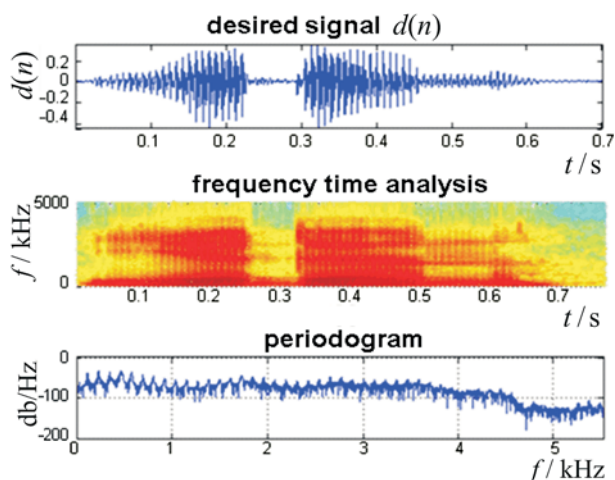 desired signal d(n)
d(n)
0.2
0
-0.2
-0.4
0.1 0.2 0.3 0.4 0.5 0.6 0.7
t / s
frequency time analysis
f / kHz
5000
0
0.1 0.2 0.3 0.4 0.5 0.6 0.7
t / s
periodogram
db/Hz
0
-100
-200
0 1 2 3 4 5
f / kHz